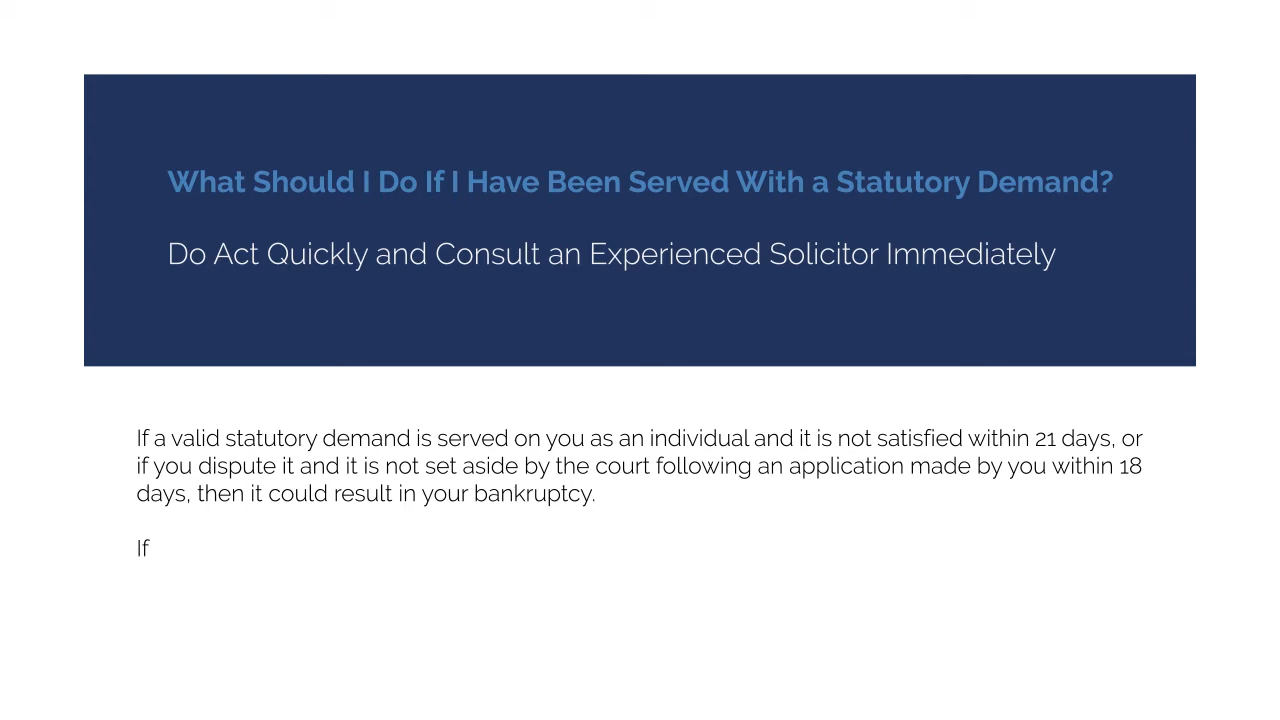 What Should I Do If I Have Been Served With a Statutory Demand?
Do Act Quickly and Consult an Experienced Solicitor Immediately
If a valid statutory demand is served on you as an individual and it is not satisfied within 21 days, or
if you dispute it and it is not set aside by the court following an application made by you within 18
days, then it could result in your bankruptcy.
If